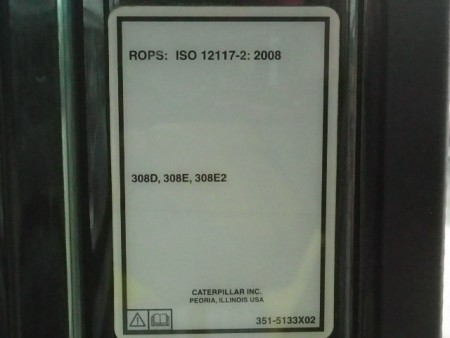 ROPS: ISO 12117-2: 2008
308D, 308E, 308E2
CATERPILLAR INC.
PEORIA, ILLINOIS USA
351-5133X02